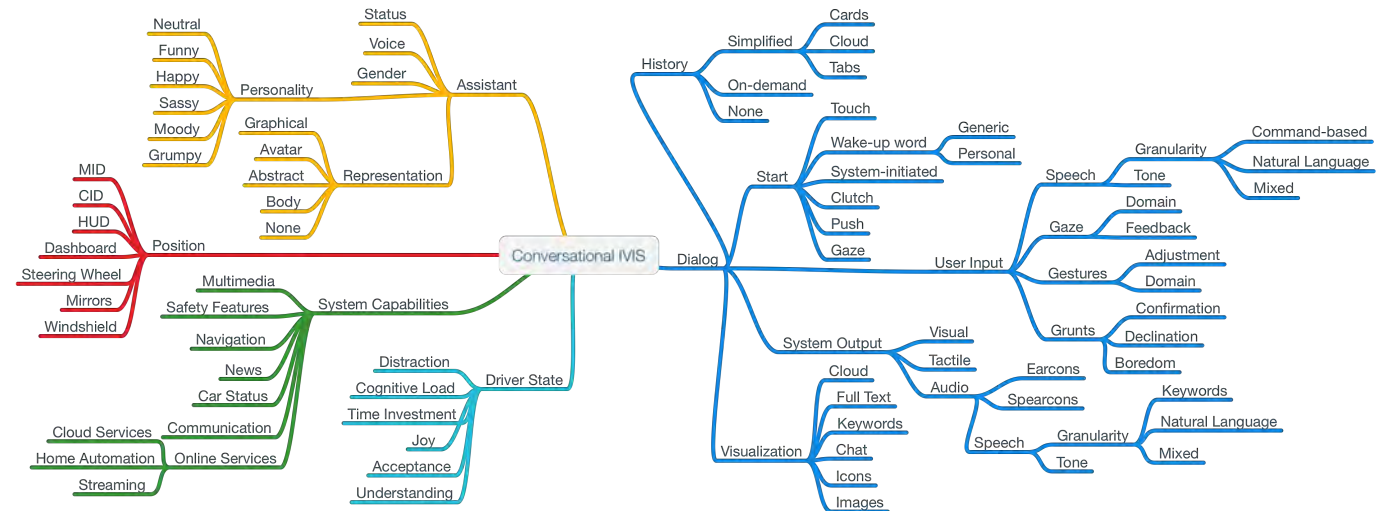 Conversational IVIS
Assistant
Status
Voice
Gender
Personality
Neutral
Funny
Happy
Sassy
Moody
Grumpy
Representation
Graphical
Avatar
Abstract
Body
None
Position
MID
CID
HUD
Dashboard
Steering Wheel
Mirrors
Windshield
System Capabilities
Multimedia
Safety Features
Navigation
News
Car Status
Communication
Online Services
Cloud Services
Home Automation
Streaming
Driver State
Distraction
Cognitive Load
Time Investment
Joy
Acceptance
Understanding
Dialog
History
Simplified
Cards
Cloud
Tabs
On-demand
None
Start
Touch
Wake-up word
Generic
Personal
System-initiated
Clutch
Push
Gaze
User Input
Speech
Granularity
Command-based
Natural Language
Mixed
Tone
Gaze
Domain
Feedback
Gestures
Adjustment
Domain
Grunts
Confirmation
Declination
Boredom
System Output
Visual
Tactile
Audio
Earcons
Spearcons
Speech
Granularity
Keywords
Natural Language
Mixed
Tone
Visualization
Cloud
Full Text
Keywords
Chat
Icons
Images